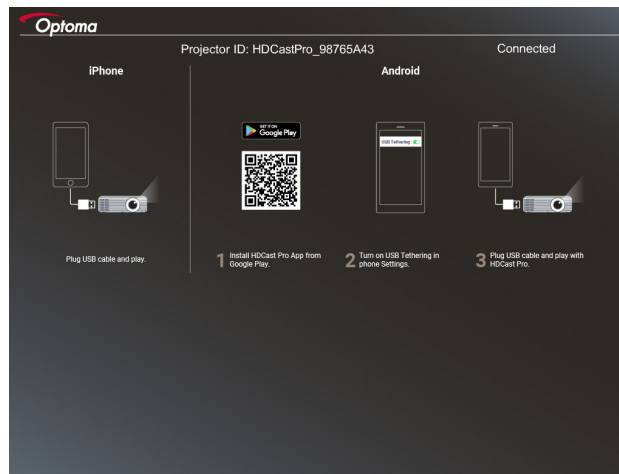 Optoma
Projector ID: HDCastPro_98765A43
Connected
iPhone
Android
GET IT ON
Google Play
USB Tethering
Plug USB cable and play.
1 Install HDCast Pro App from
Google Play.
2 Turn on USB Tethering in
phone Settings.
3 Plug USB cable and play with
HDCast Pro.